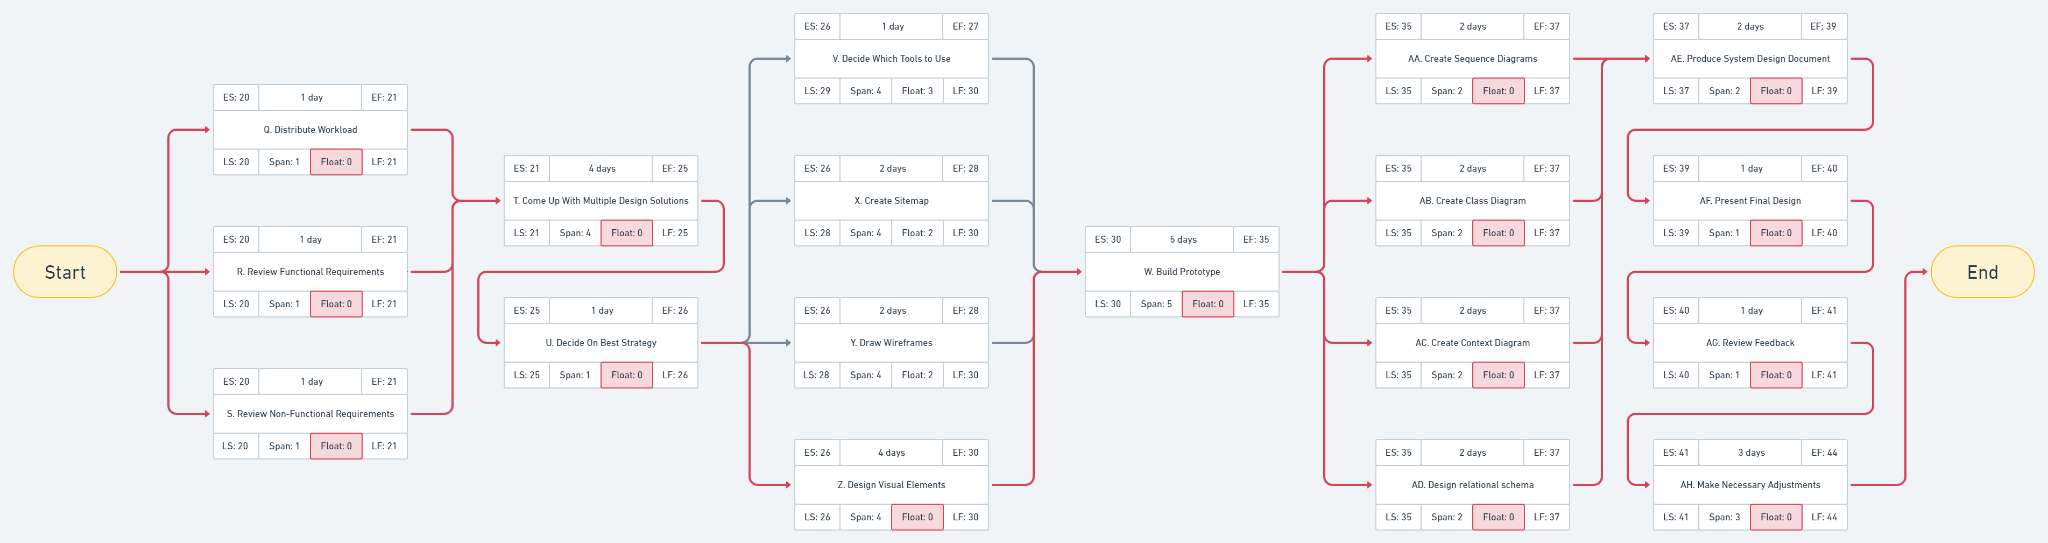 Start
ES: 20 1 day EF: 21
Q. Distribute Workload
LS: 20 Span: 1 Float: 0 LF: 21
ES: 20 1 day EF: 21
R. Review Functional Requirements
LS: 20 Span: 1 Float: 0 LF: 21
ES: 20 1 day EF: 21
S. Review Non-Functional Requirements
LS: 20 Span: 1 Float: 0 LF: 21
ES: 21 4 days EF: 25
T. Come Up With Multiple Design Solutions
LS: 21 Span: 4 Float: 0 LF: 25
ES: 25 1 day EF: 26
U. Decide On Best Strategy
LS: 25 Span: 1 Float: 0 LF: 26
ES: 26 1 day EF: 27
V. Decide Which Tools to Use
LS: 29 Span: 4 Float: 3 LF: 30
ES: 26 2 days EF: 28
X. Create Sitemap
LS: 28 Span: 4 Float: 2 LF: 30
ES: 26 2 days EF: 28
Y. Draw Wireframes
LS: 28 Span: 4 Float: 2 LF: 30
ES: 26 4 days EF: 30
Z. Design Visual Elements
LS: 26 Span: 4 Float: 0 LF: 30
ES: 30 5 days EF: 35
W. Build Prototype
LS: 30 Span: 5 Float: 0 LF: 35
ES: 35 2 days EF: 37
AA. Create Sequence Diagrams
LS: 35 Span: 2 Float: 0 LF: 37
ES: 35 2 days EF: 37
AB. Create Class Diagram
LS: 35 Span: 2 Float: 0 LF: 37
ES: 35 2 days EF: 37
AC. Create Context Diagram
LS: 35 Span: 2 Float: 0 LF: 37
ES: 35 2 days EF: 37
AD. Design relational schema
LS: 35 Span: 2 Float: 0 LF: 37
ES: 37 2 days EF: 39
AE. Produce System Design Document
LS: 37 Span: 2 Float: 0 LF: 39
ES: 39 1 day EF: 40
AF. Present Final Design
LS: 39 Span: 1 Float: 0 LF: 40
ES: 40 1 day EF: 41
AG. Review Feedback
LS: 40 Span: 1 Float: 0 LF: 41
ES: 41 3 days EF: 44
AH. Make Necessary Adjustments
LS: 41 Span: 3 Float: 0 LF: 44
End